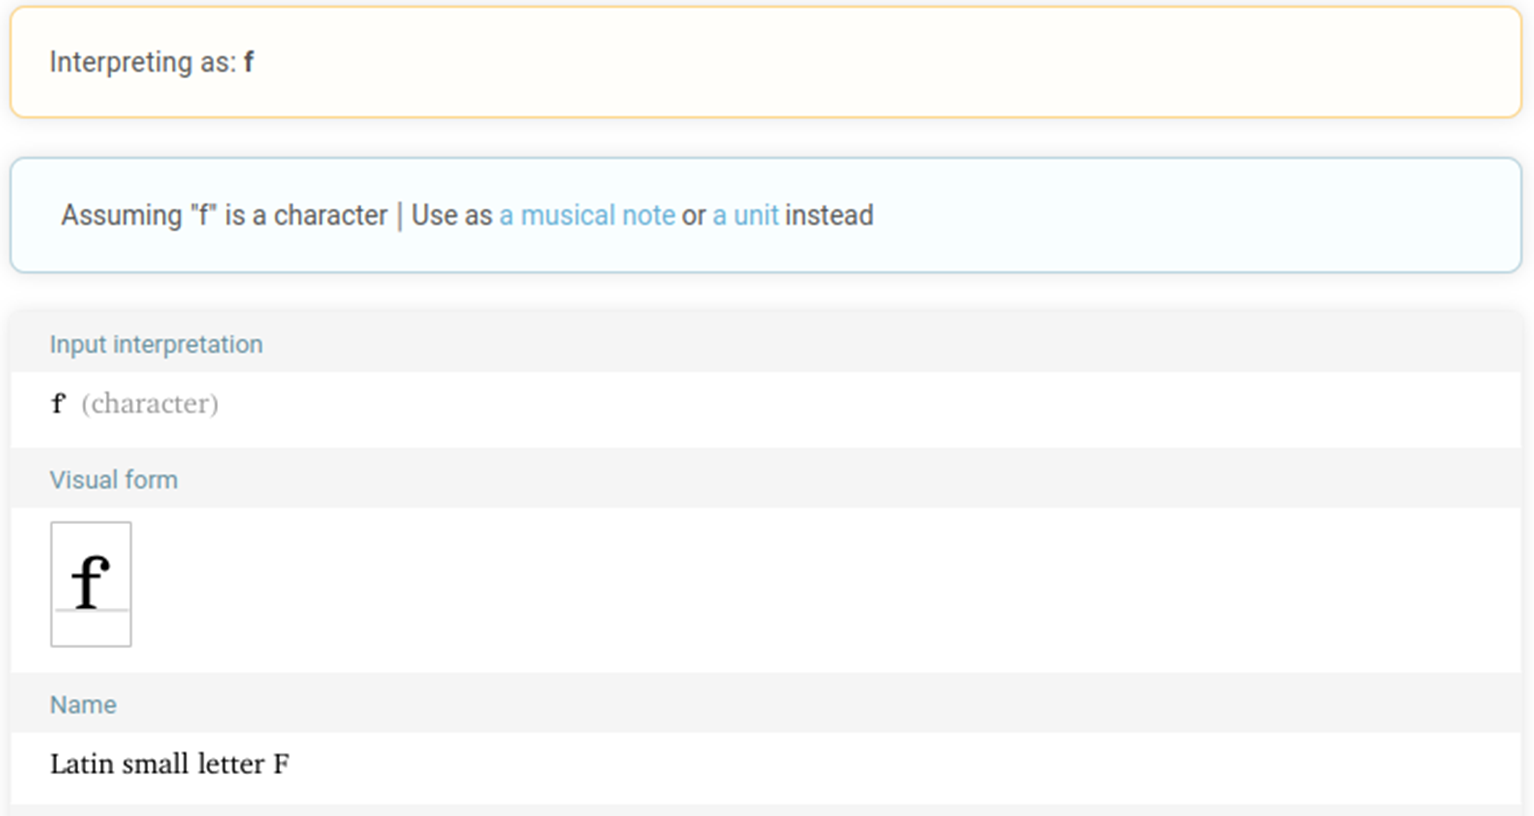 Interpreting as: f
Assuming "f" is a character | Use as a musical note or a unit instead
Input interpretation
f (character)
Visual form
f
Name
Latin small letter F